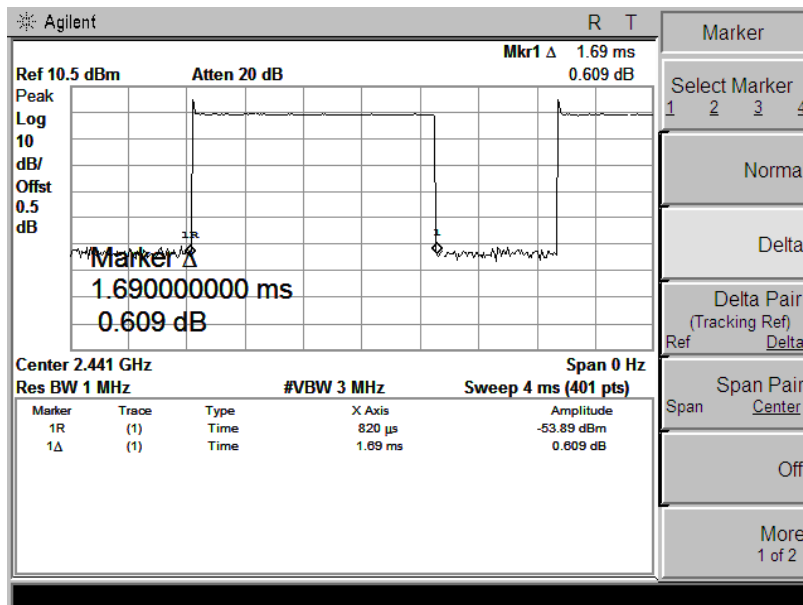 Agilent R T
Mkr1 Δ 1.69 ms
Ref 10.5 dBm Atten 20 dB 0.609 dB
Peak
Log
10
dB/
Offst
0.5
dB
1R
1
Marker Δ
1.690000000 ms
0.609 dB
Center 2.441 GHz Span 0 Hz
Res BW 1 MHz #VBW 3 MHz Sweep 4 ms (401 pts)
Marker Trace Type X Axis Amplitude
1R (1) Time 820 µs -53.89 dBm
1Δ (1) Time 1.69 ms 0.609 dB
Marker
Select Marker
1 2 3 4
Norma
Delta
Delta Pair
(Tracking Ref)
Ref Delta
Span Pair
Span Center
Off
More
1 of 2